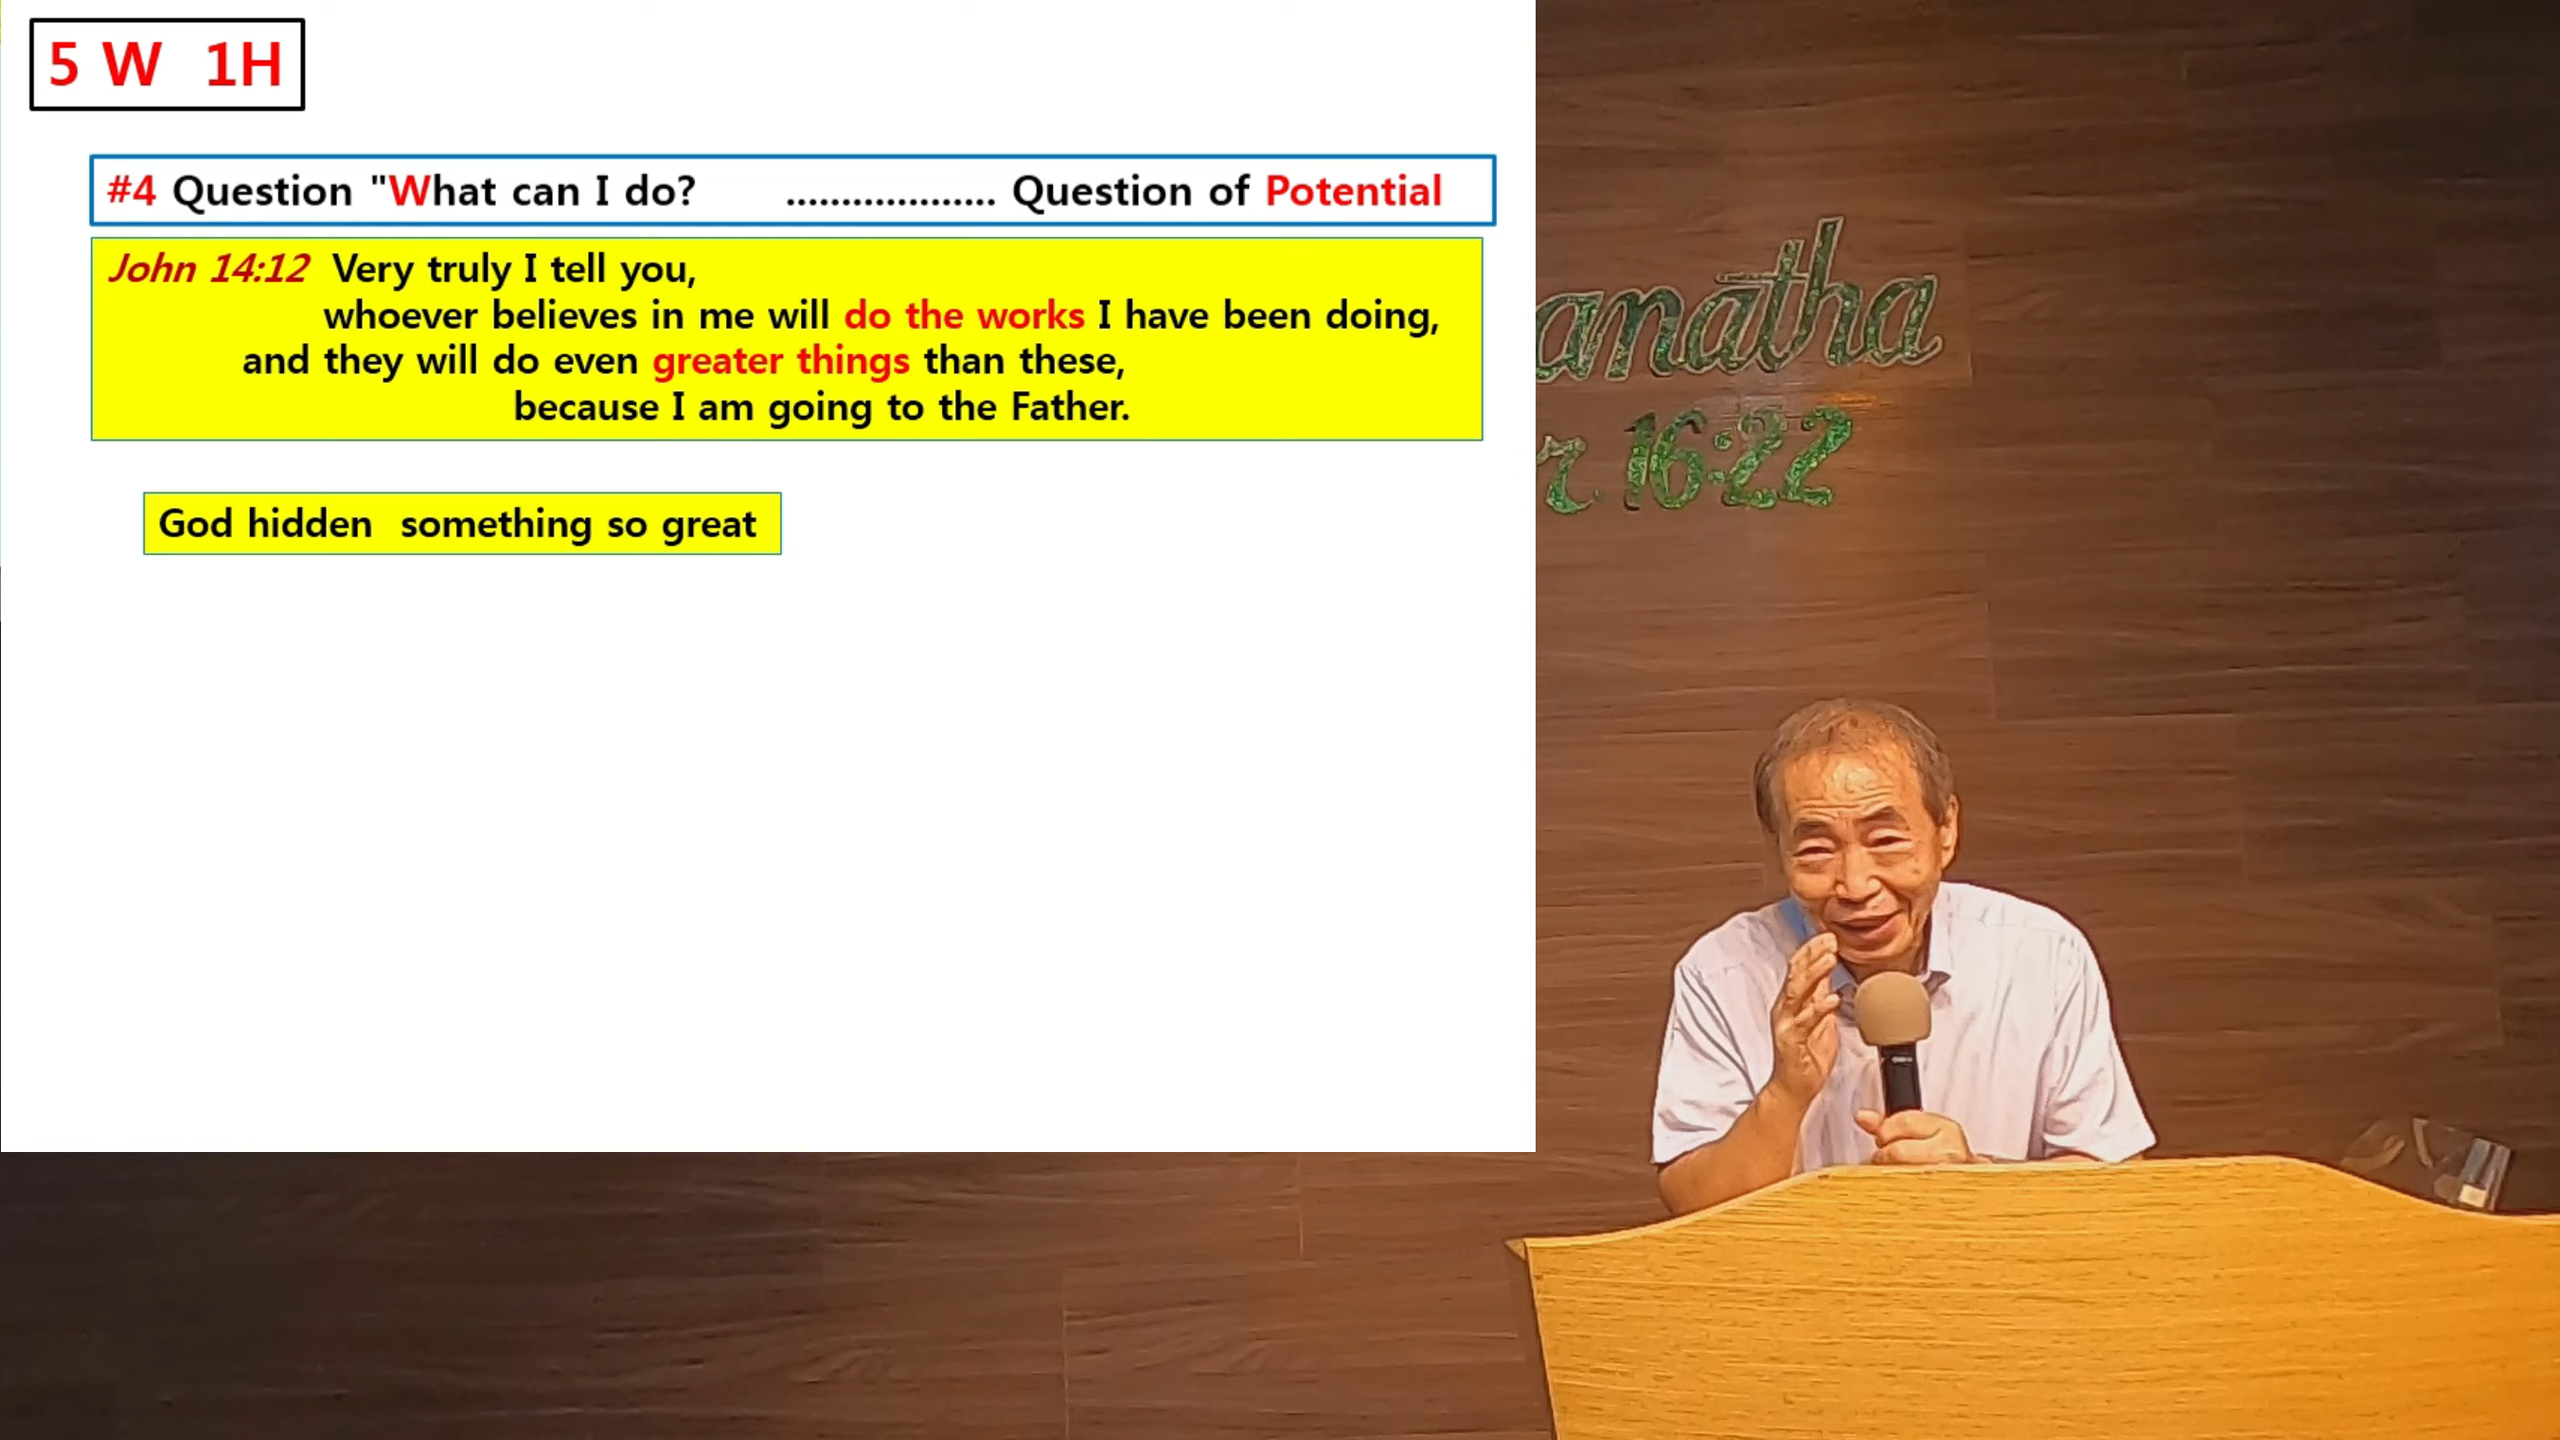 5 W 1H
#4 Question "What can I do? ................... Question of Potential
John 14:12 Very truly I tell you,
whoever believes in me will do the works I have been doing,
and they will do even greater things than these,
because I am going to the Father.
God hidden something so great
anatha
r. 16:22